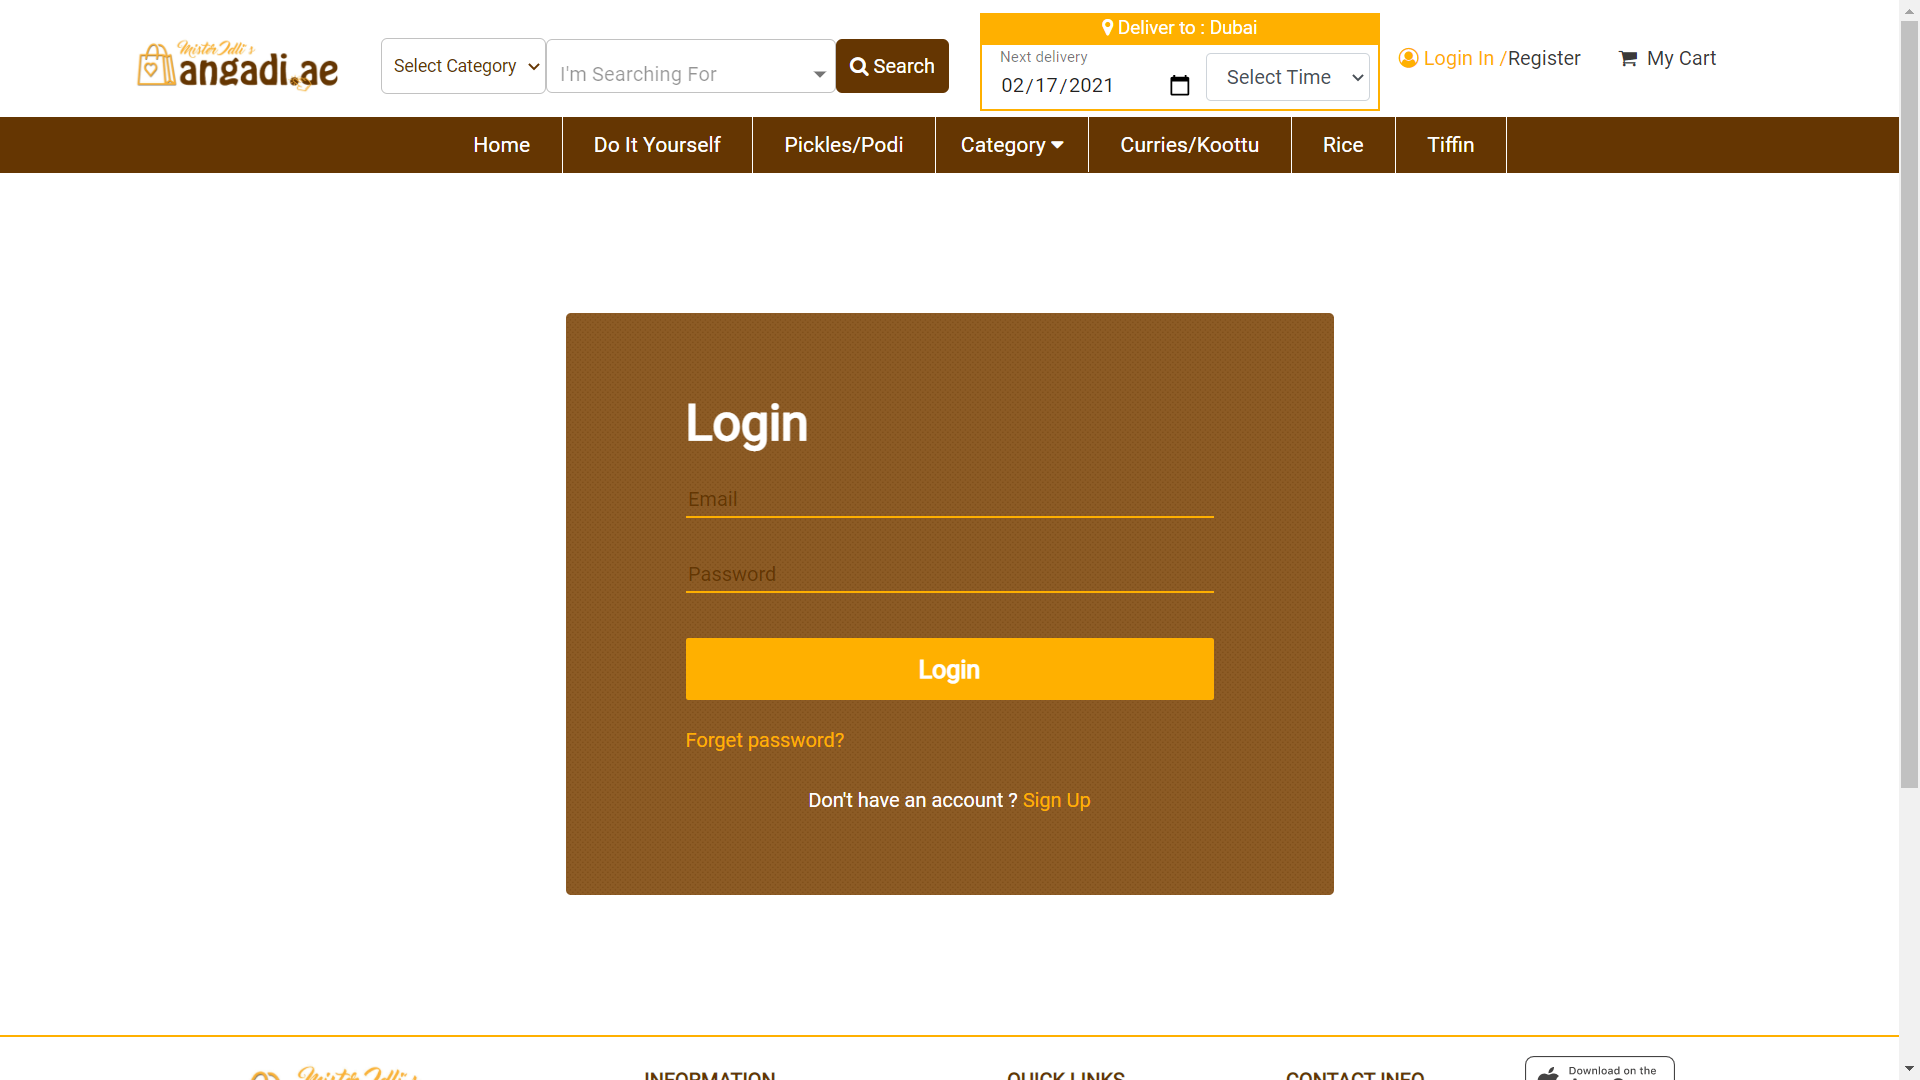 Mister Idli's
angadi.ae
Select Category
I'm Searching For
Search
Deliver to : Dubai
Next delivery
02/17/2021
Select Time
Login In /Register
My Cart
Home
Do It Yourself
Pickles/Podi
Category
Curries/Koottu
Rice
Tiffin
Login
Email
Password
Login
Forget password?
Don't have an account ? Sign Up
Mister Idli's
INFORMATION
QUICK LINKS
CONTACT INFO
Download on the